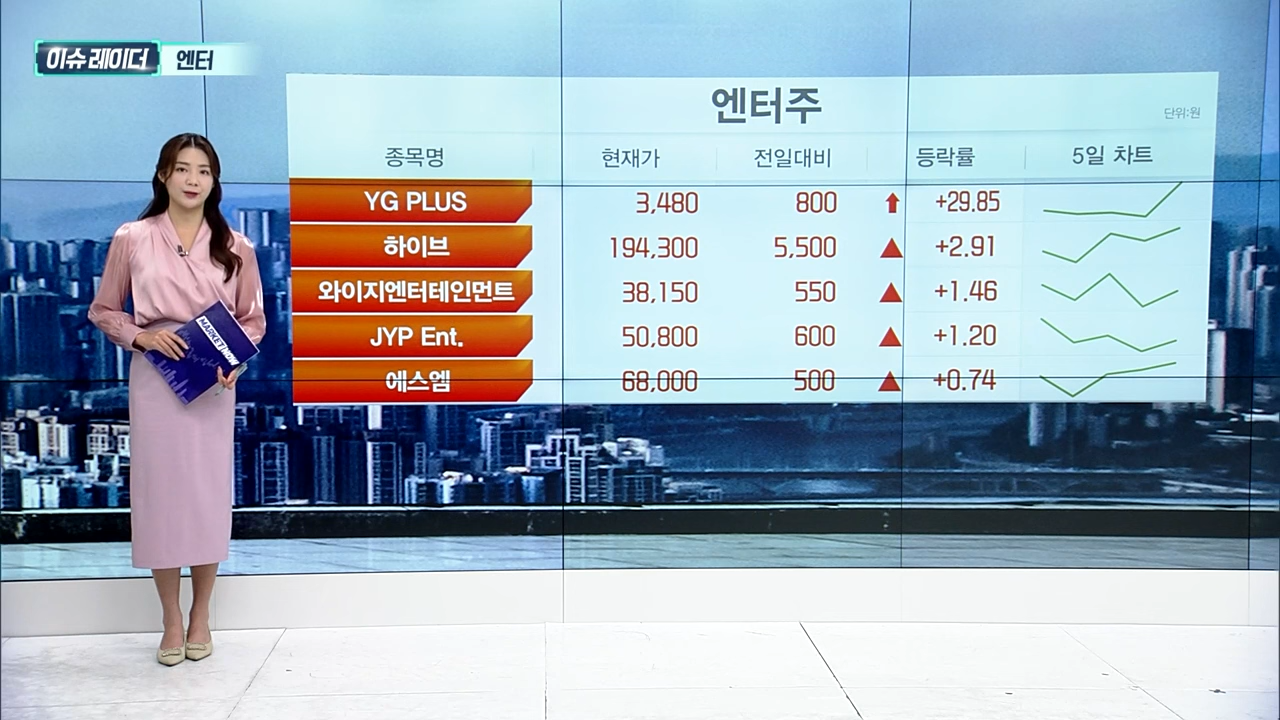 이슈레이더 엔터
엔터주
단위:원
종목명 현재가 전일대비 등락률 5일 차트
YG PLUS 3,480 800 +29.85
하이브 194,300 5,500 ▲ +2.91
와이지엔터테인먼트 38,150 550 ▲ +1.46
JYP Ent. 50,800 600 ▲ +1.20
에스엠 68,000 500 ▲ +0.74
MARKET NOW